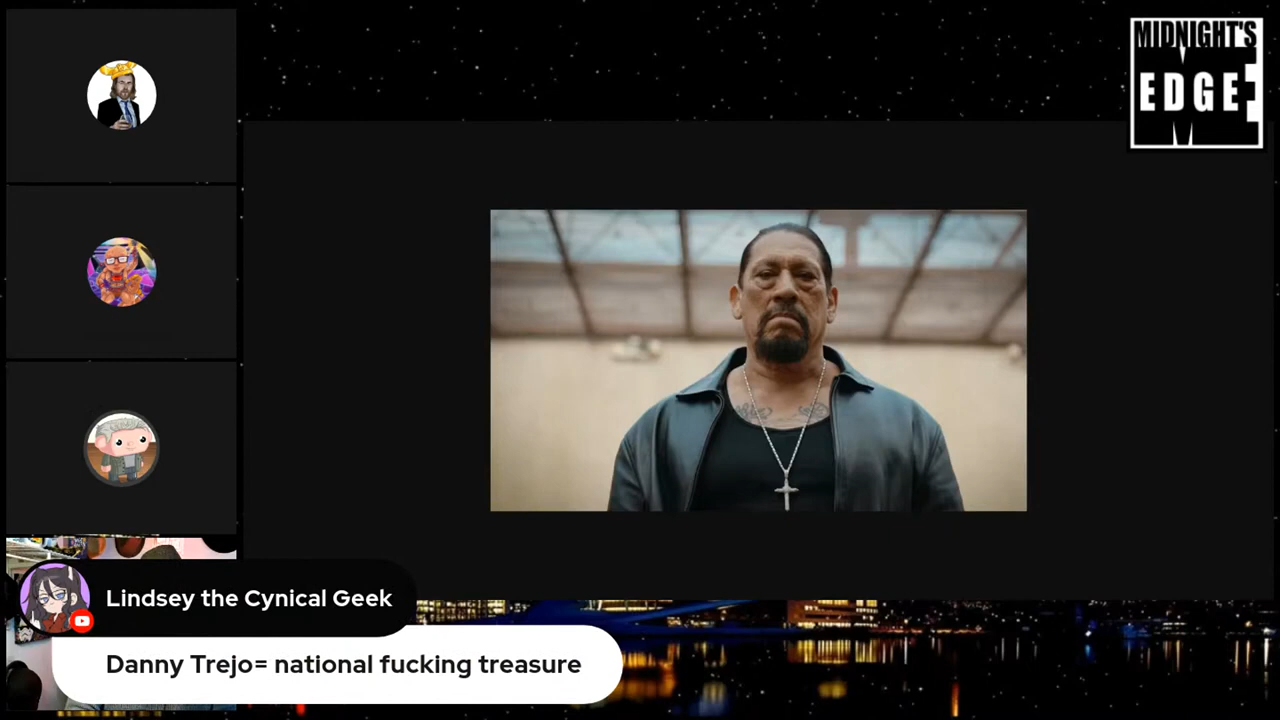 MIDNIGHT'S
EDGE
Lindsey the Cynical Geek
Danny Trejo= national fucking treasure